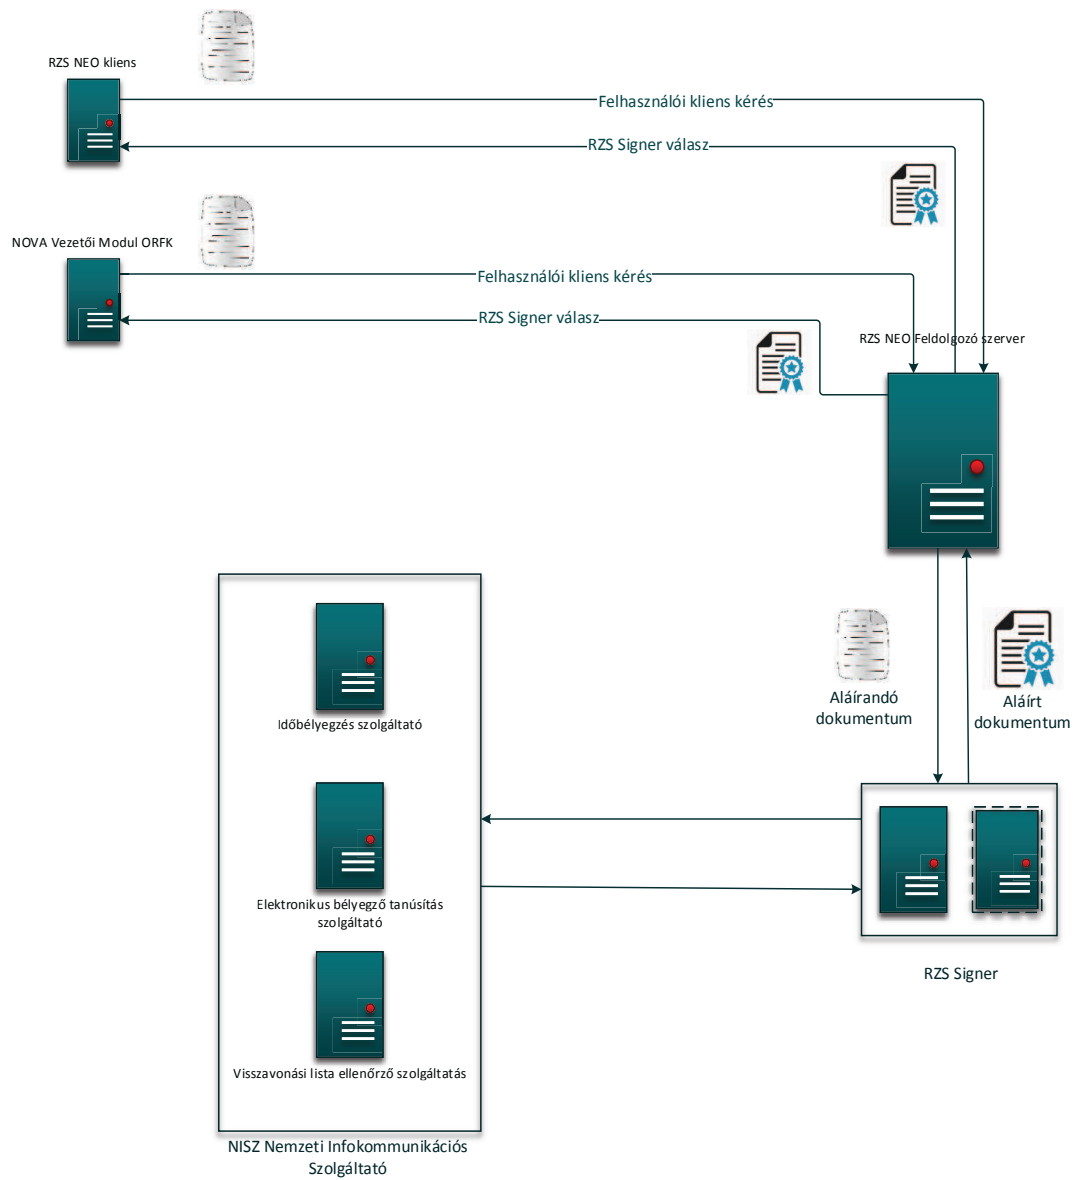 RZS NEO kliens
Felhasználói kliens kérés
RZS Signer válasz
NOVA Vezetői Modul ORFK
Felhasználói kliens kérés
RZS Signer válasz
RZS NEO Feldolgozó szerver
Aláírandó
dokumentum
Aláírt
dokumentum
Időbélyegzés szolgáltató
Elektronikus bélyegző tanúsítás
szolgáltató
RZS Signer
Visszavonási lista ellenőrző szolgáltatás
NISZ Nemzeti Infokommunikációs
Szolgáltató